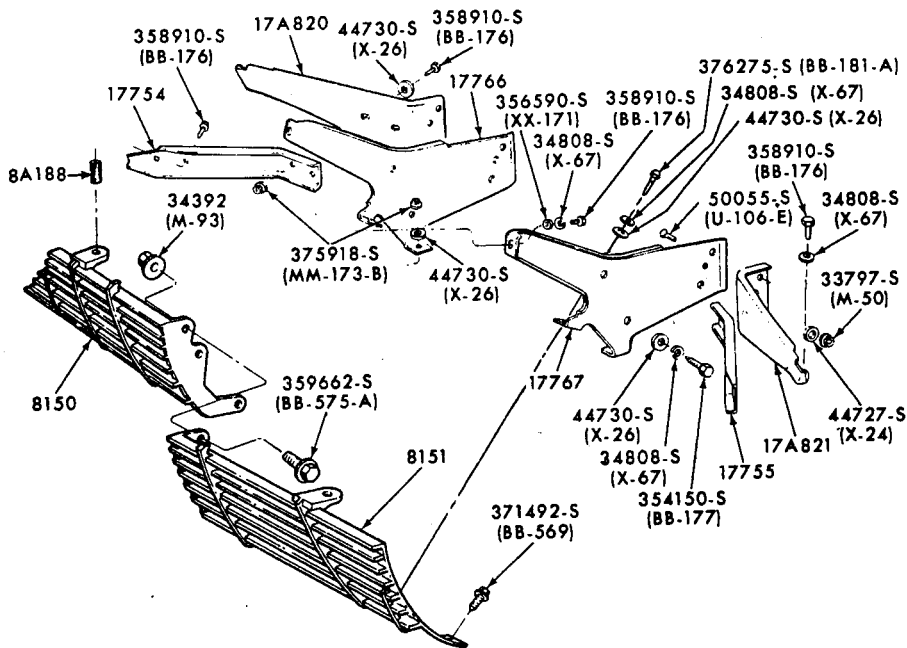 17A820
358910-S
(BB-176)
44730-S
(X-26)
358910-S
(BB-176)
17766
17754
376275-S (BB-181-A)
34808-S (X-67)
44730-S (X-26)
356590-S
(XX-171)
358910-S
(BB-176)
34808-S
(X-67)
358910-S
(BB-176)
8A188
34392
(M-93)
50055-S
(U-106-E)
34808-S
(X-67)
375918-S
(MM-173-B)
44730-S
(X-26)
33797-S
(M-50)
17767
8150
359662-S
(BB-575-A)
44730-S
(X-26)
44727-S
(X-24)
17A821
17755
8151
34808-S
(X-67)
354150-S
(BB-177)
371492-S
(BB-569)